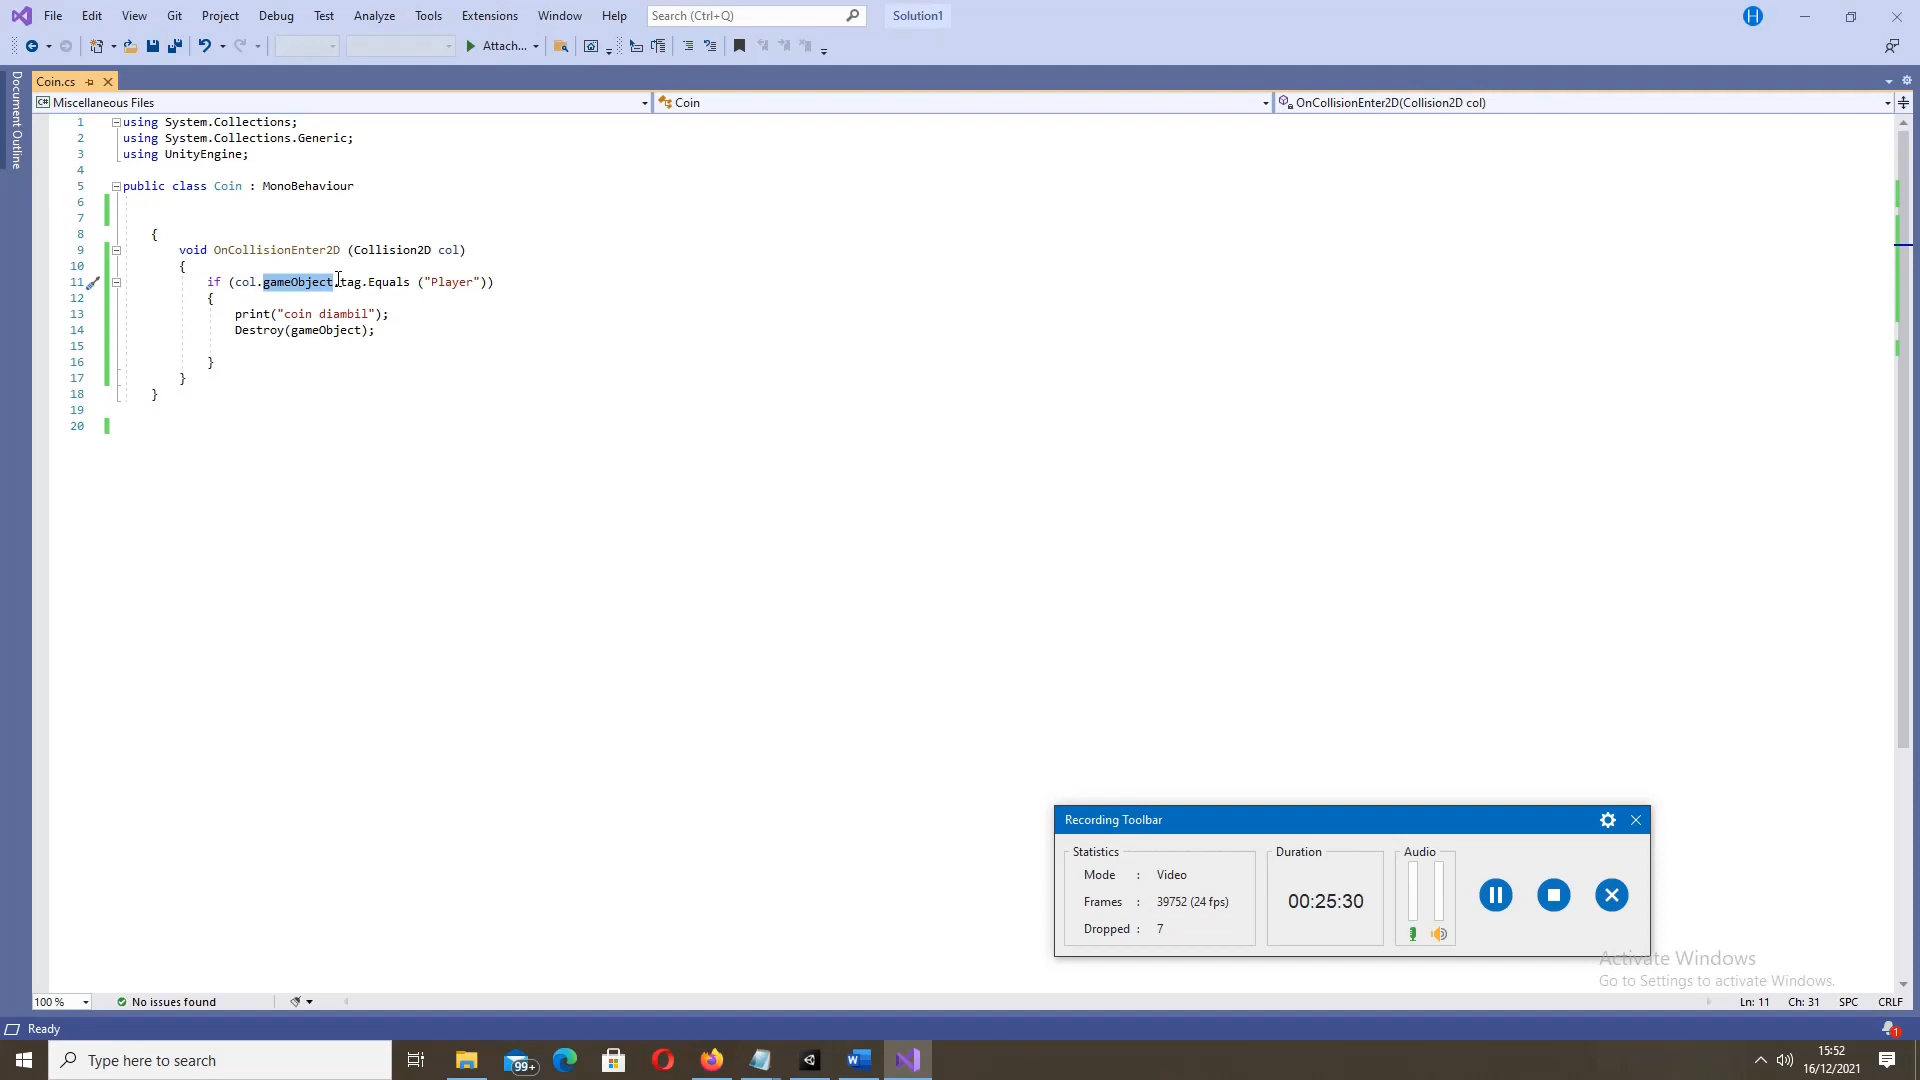 File Edit View Git Project Debug Test Analyze Tools Extensions Window Help Search (Ctrl+Q) Solution1 H
Attach...
Document Outline
Coin.cs
C# Miscellaneous Files Coin OnCollisionEnter2D(Collision2D col)
1 using System.Collections;
2 using System.Collections.Generic;
3 using UnityEngine;
4
5 public class Coin : MonoBehaviour
6
7
8 {
9 void OnCollisionEnter2D (Collision2D col)
10 {
11 if (col.gameObject.tag.Equals ("Player"))
12 {
13 print("coin diambil");
14 Destroy(gameObject);
15
16 }
17 }
18 }
19
20
Recording Toolbar
Statistics Duration Audio
Mode : Video
Frames : 39752 (24 fps)
Dropped : 7
00:25:30
Activate Windows
Go to Settings to activate Windows.
100 % No issues found Ln: 11 Ch: 31 SPC CRLF
Ready 1
Type here to search 99+ 15:52
16/12/2021